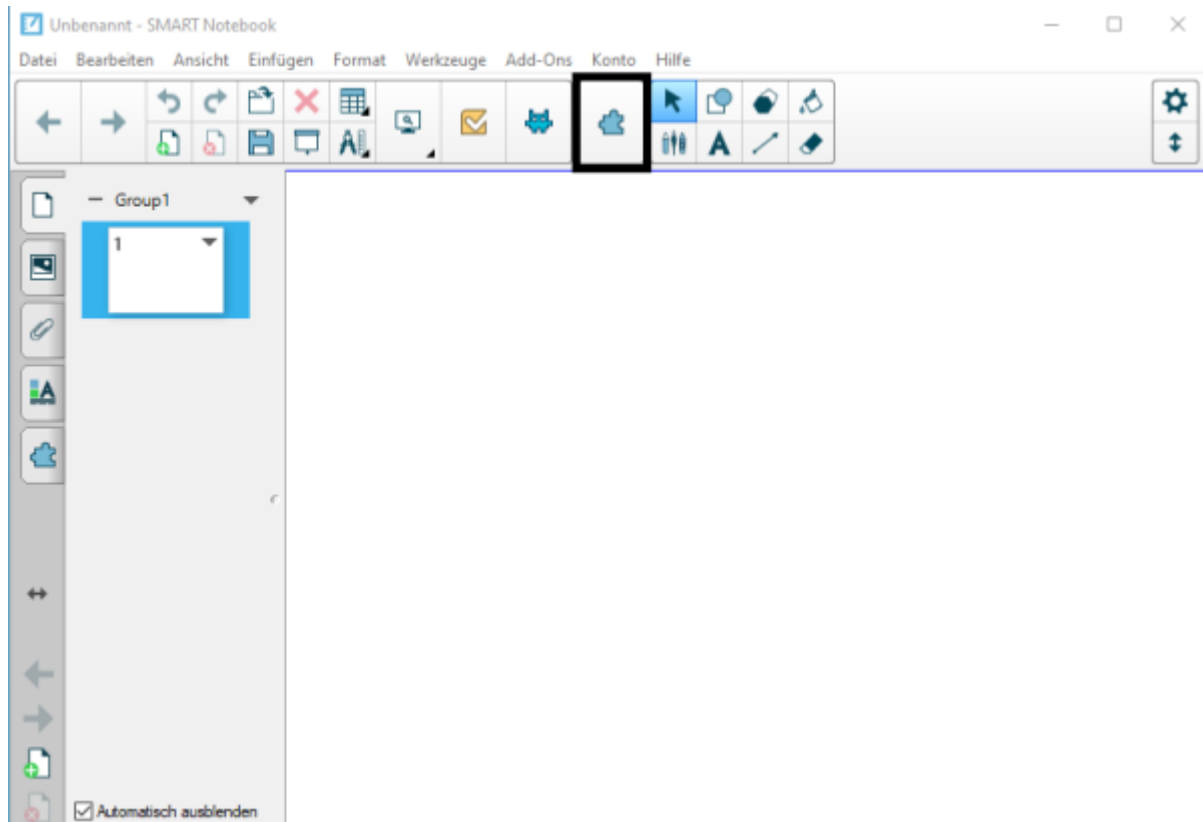 Unbenannt - SMART Notebook
Datei Bearbeiten Ansicht Einfügen Format Werkzeuge Add-Ons Konto Hilfe
Group1
1
Automatisch ausblenden